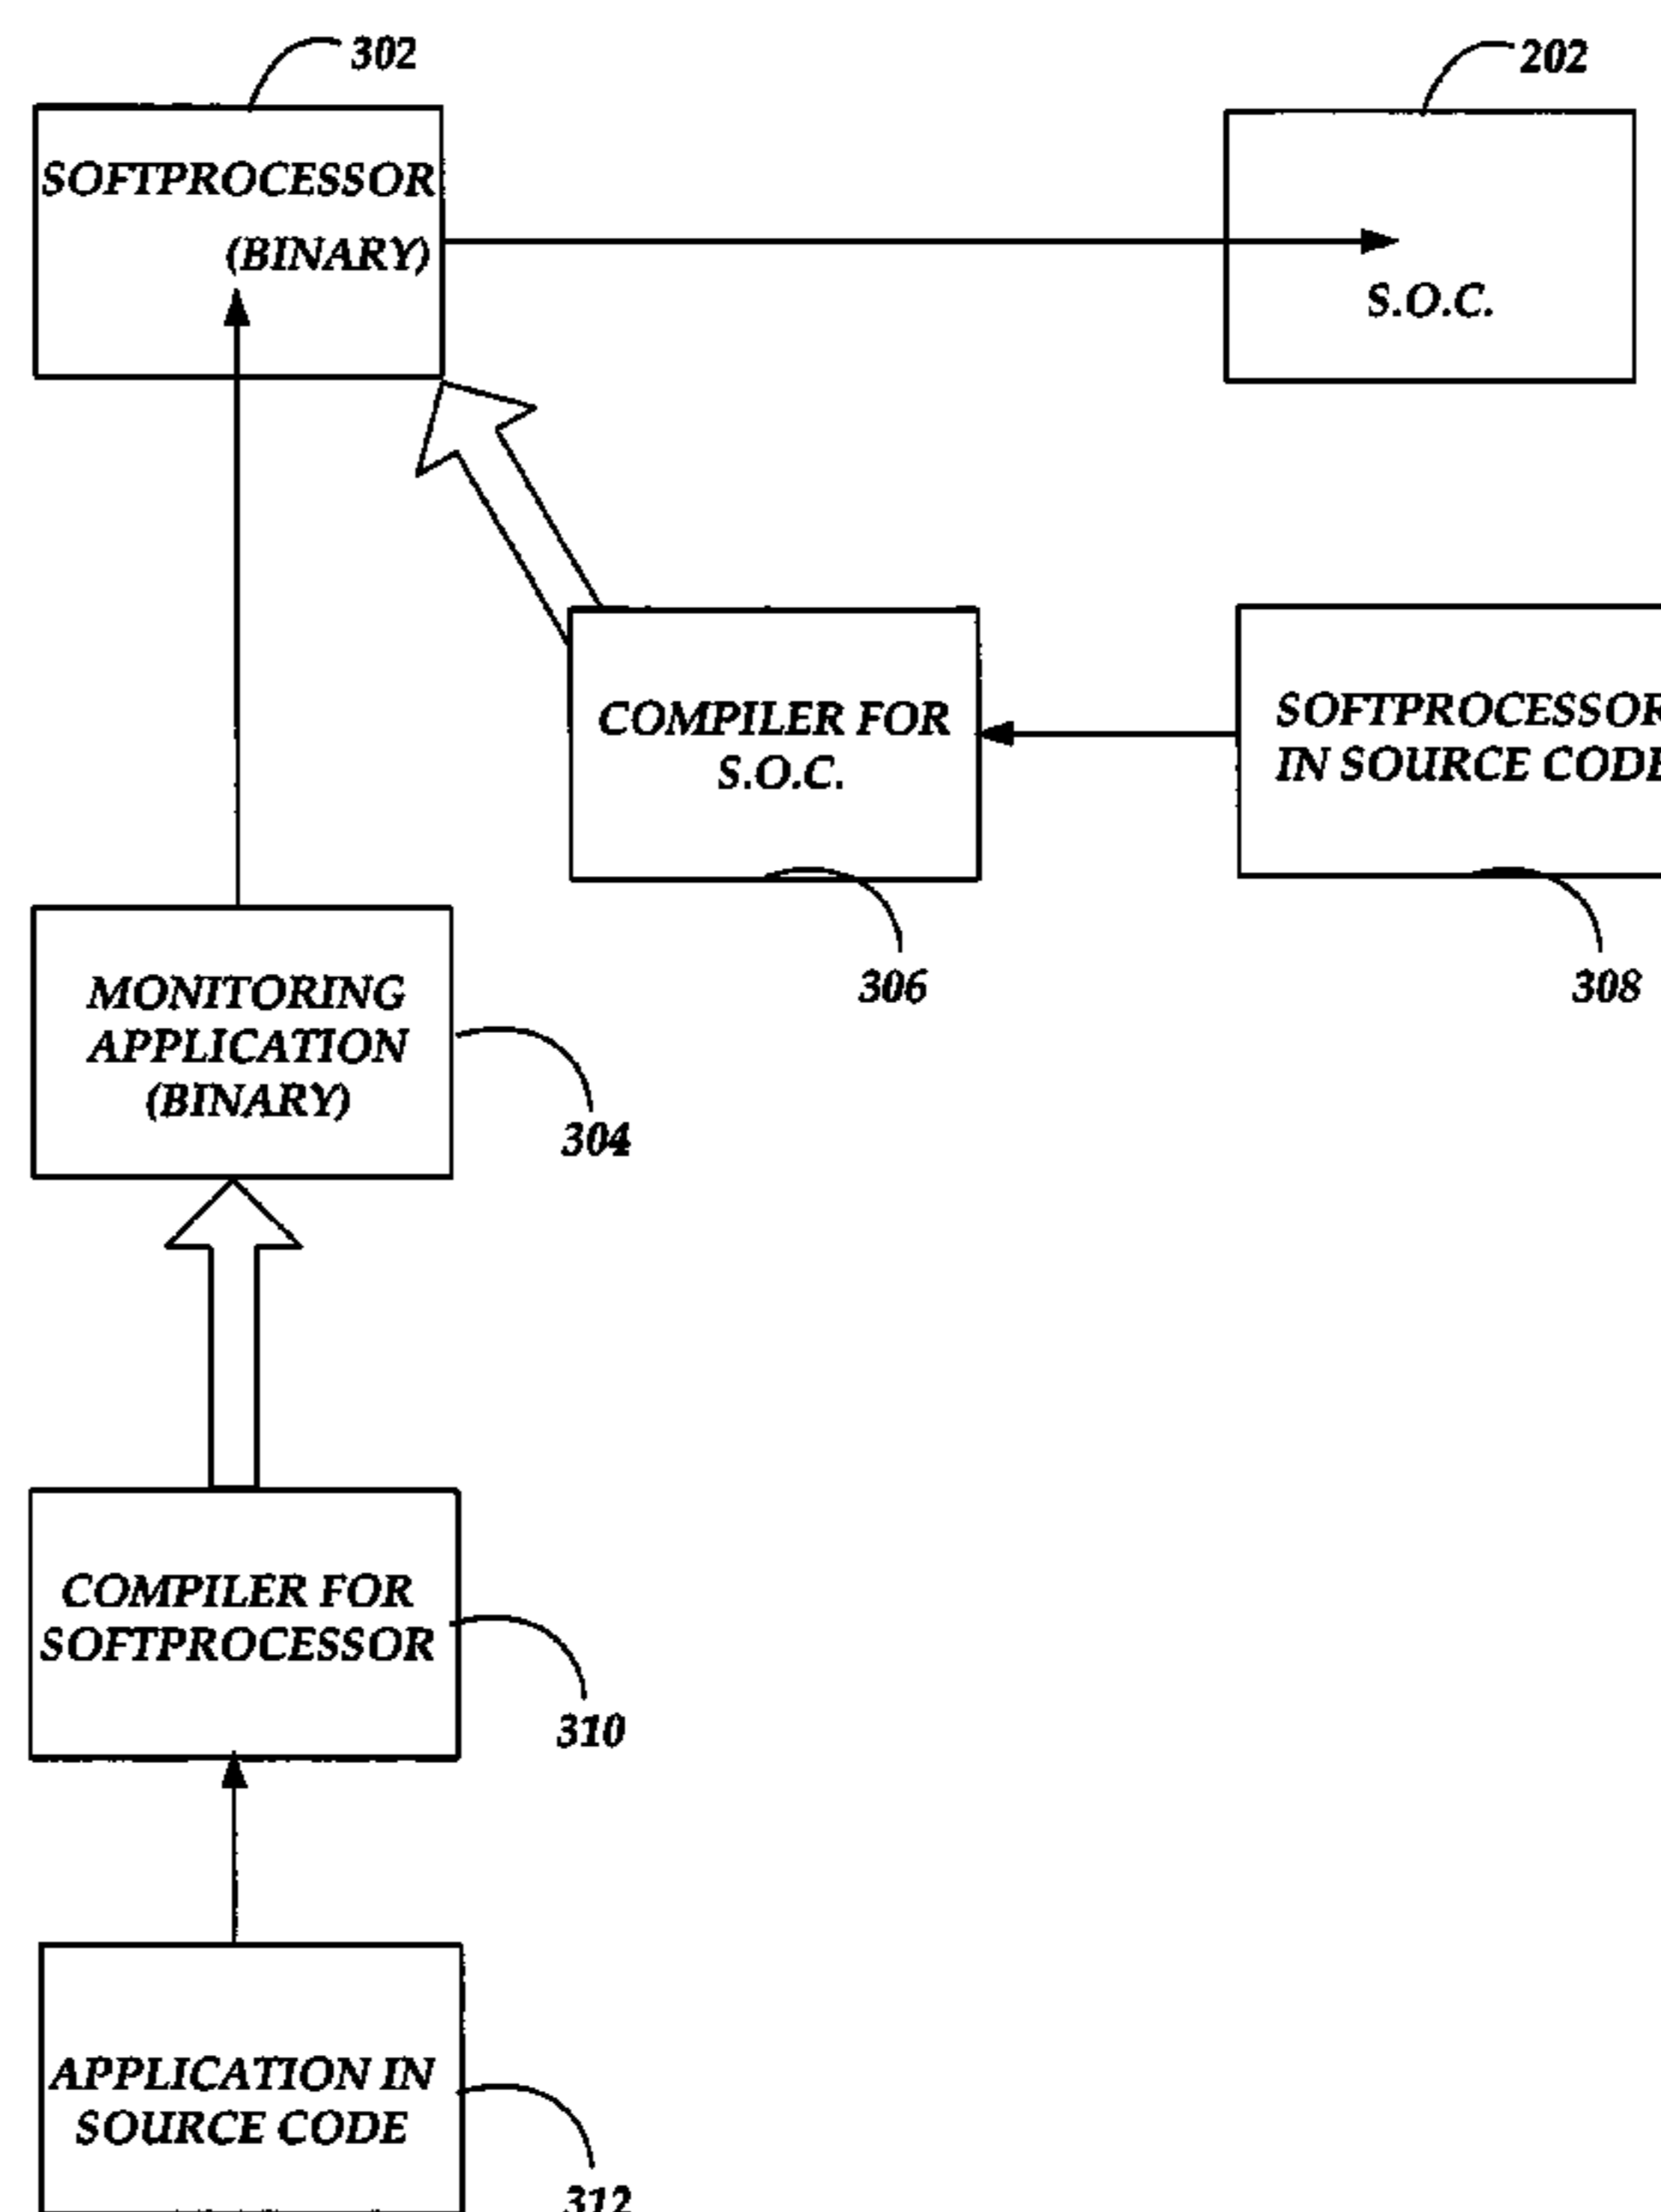 302
202
SOFTPROCESSOR
(BINARY)
S.O.C.
COMPILER FOR
S.O.C.
SOFTPROCESSOR
IN SOURCE CODE
306
308
MONITORING
APPLICATION
(BINARY)
304
COMPILER FOR
SOFTPROCESSOR
310
APPLICATION IN
SOURCE CODE
312